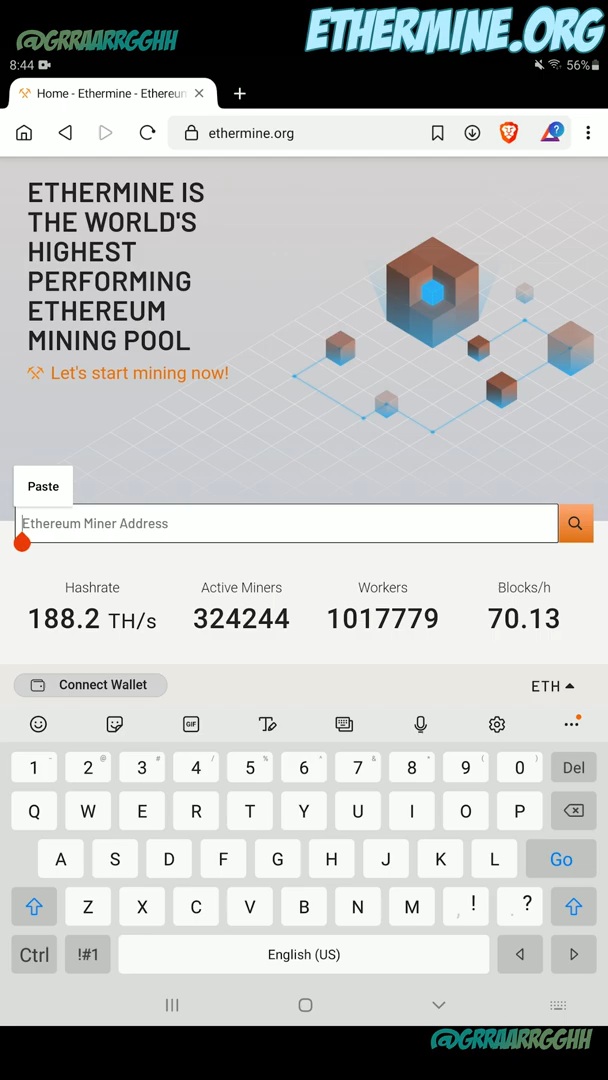 @GRRAARRGGHH
ETHERMINE.ORG
8:44
56%
Home - Ethermine - Ethereun
ethermine.org
ETHERMINE IS
THE WORLD'S
HIGHEST
PERFORMING
ETHEREUM
MINING POOL
Let's start mining now!
Paste
Ethereum Miner Address
Hashrate Active Miners Workers Blocks/h
188.2 TH/s 324244 1017779 70.13
Connect Wallet ETH
GIF
1 2 3 4 5 6 7 8 9 0 Del
Q W E R T Y U I O P
A S D F G H J K L Go
Z X C V B N M , ! . ?
Ctrl !#1 English (US)
@GRRAARRGGHH